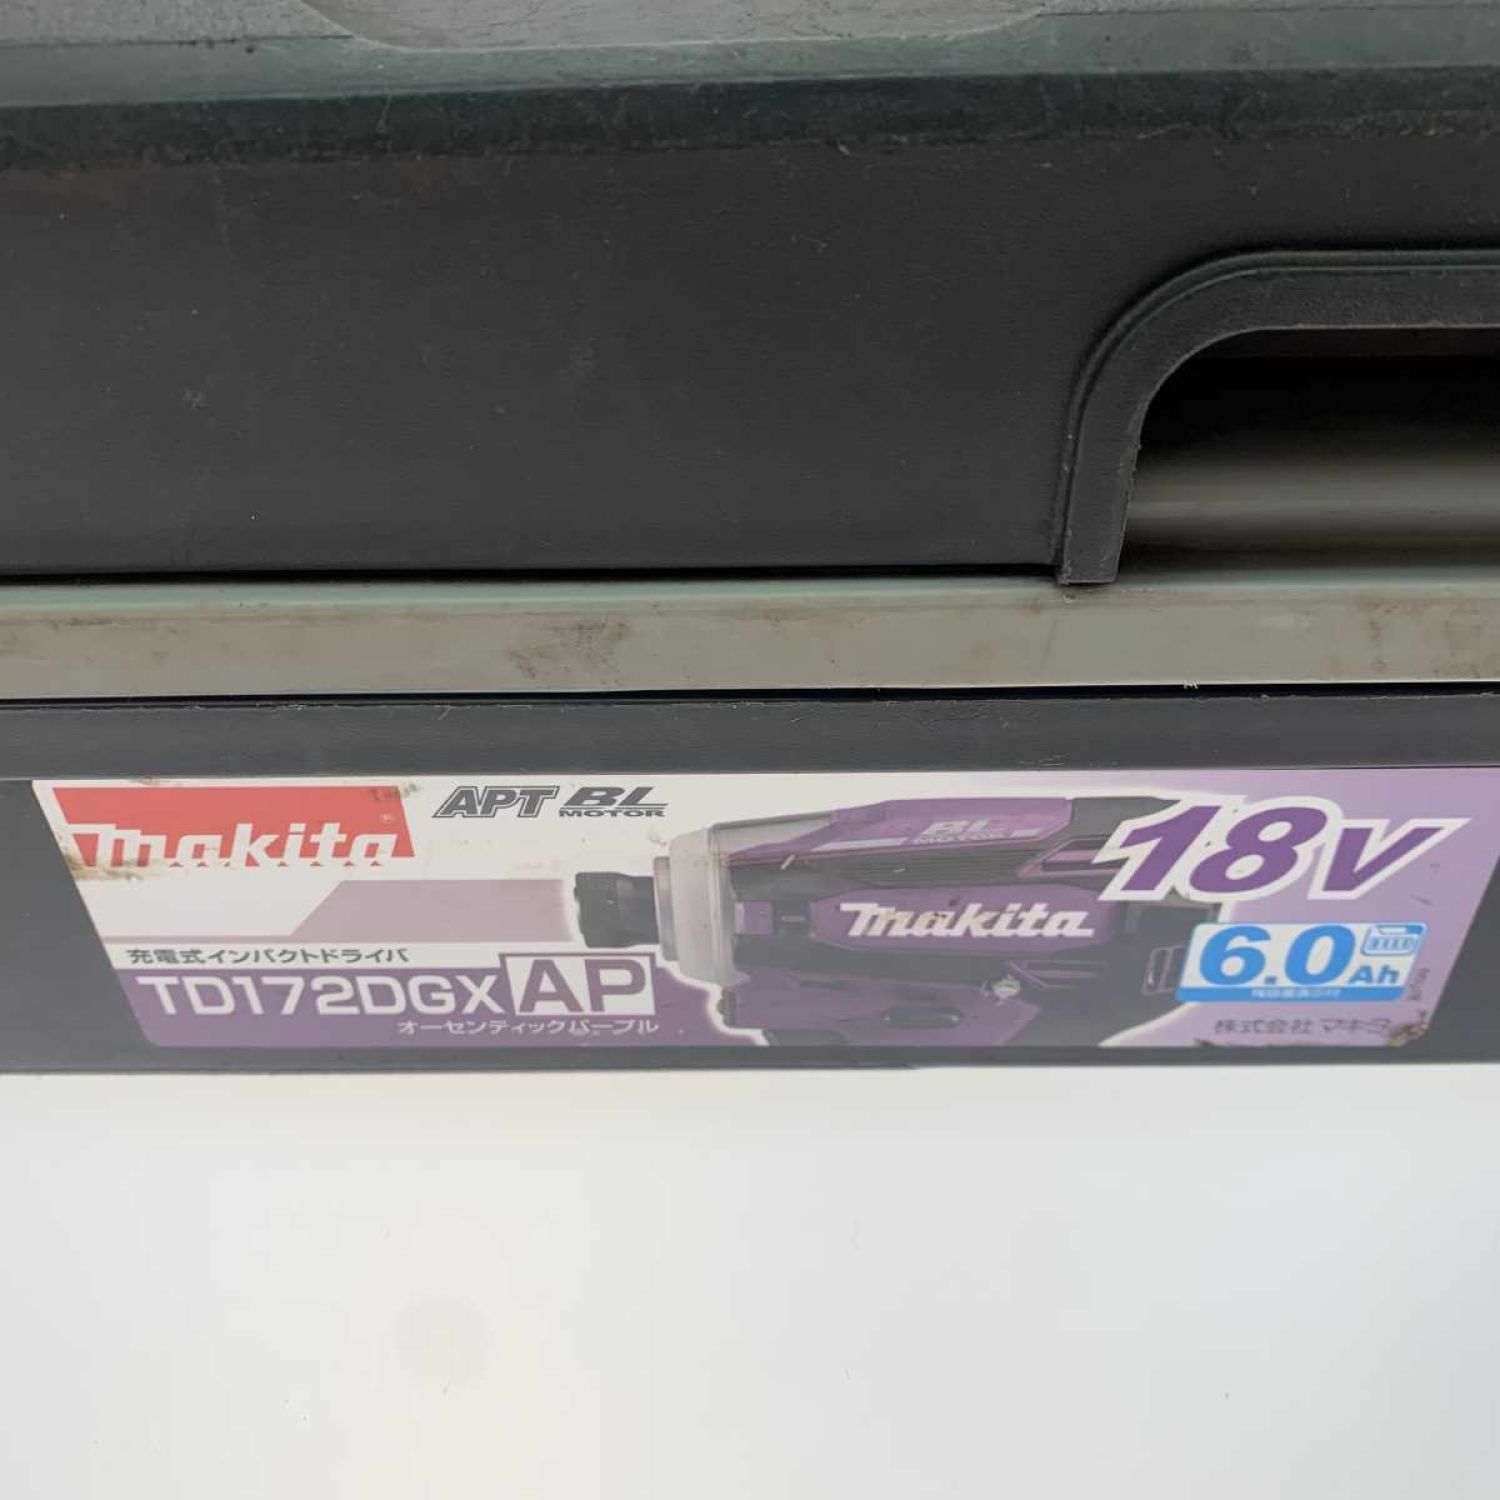 makita
APT BL MOTOR
BL MOTOR
18V
makita
6.0Ah
充電式インパクトドライバ
TD172DGX AP
オーセンティックパープル
株式会社マキタ